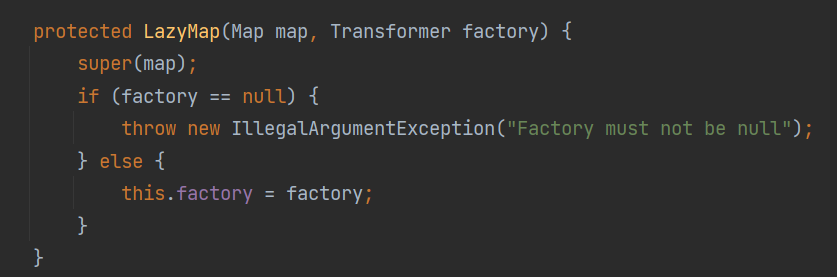 protected LazyMap(Map map, Transformer factory) {
    super(map);
    if (factory == null) {
        throw new IllegalArgumentException("Factory must not be null");
    } else {
        this.factory = factory;
    }
}